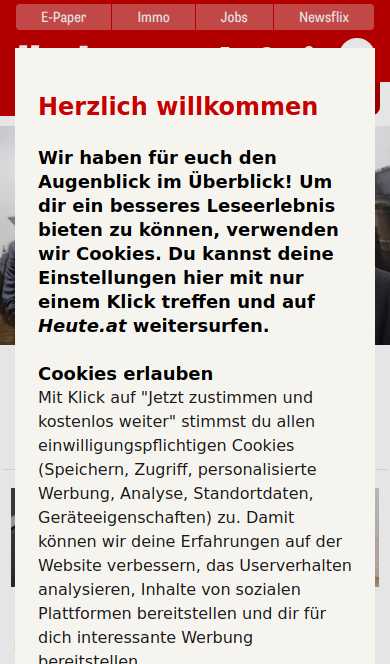 E-Paper
Immo
Jobs
Newsflix
Herzlich willkommen
Wir haben für euch den
Augenblick im Überblick! Um
dir ein besseres Leseerlebnis
bieten zu können, verwenden
wir Cookies. Du kannst deine
Einstellungen hier mit nur
einem Klick treffen und auf
Heute.at weitersurfen.
Cookies erlauben
Mit Klick auf "Jetzt zustimmen und
kostenlos weiter" stimmst du allen
einwilligungspflichtigen Cookies
(Speichern, Zugriff, personalisierte
Werbung, Analyse, Standortdaten,
Geräteeigenschaften) zu. Damit
können wir deine Erfahrungen auf der
Website verbessern, das Userverhalten
analysieren, Inhalte von sozialen
Plattformen bereitstellen und dir für
dich interessante Werbung
bereitstellen